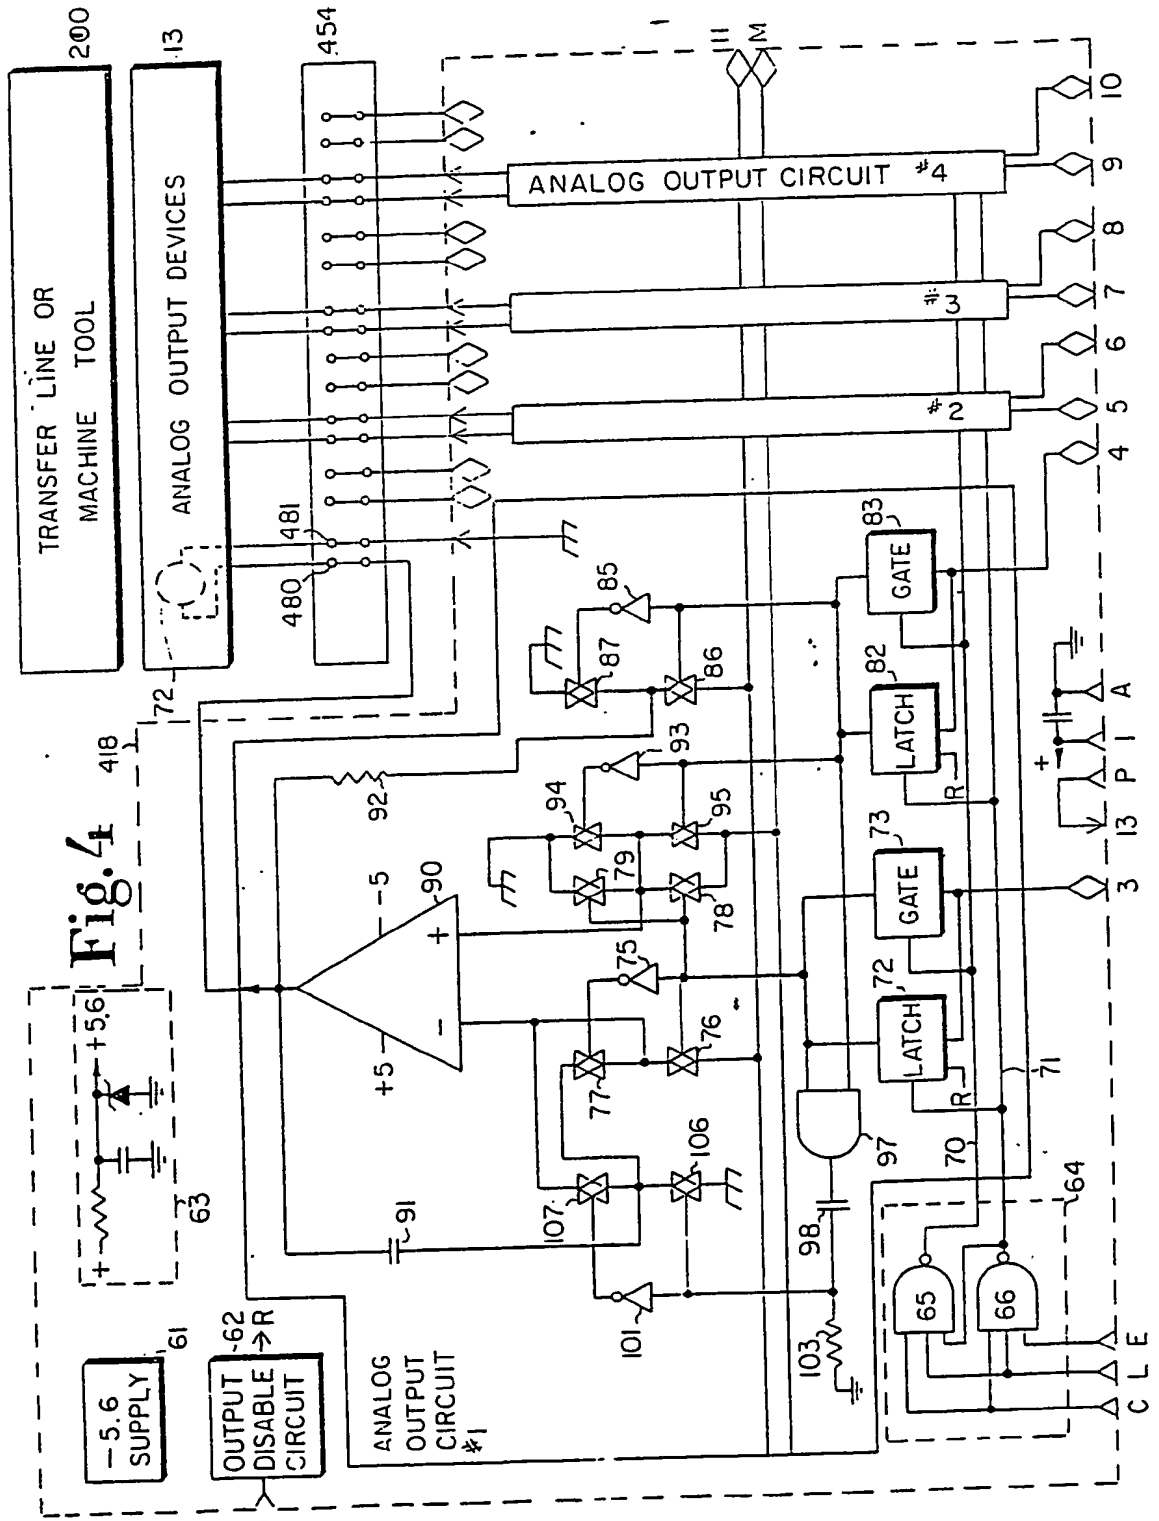 TRANSFER LINE OR
MACHINE TOOL
200
ANALOG OUTPUT DEVICES
13
72
454
480
481
418
Fig.4
-5.6
SUPPLY
61
OUTPUT
DISABLE
CIRCUIT
62
R
+
+5.6
63
ANALOG
OUTPUT
CIRCUIT
#1
+5
-5
90
-
+
91
92
107
106
101
77
76
75
79
78
94
95
93
87
86
85
103
98
97
LATCH
72
R
GATE
73
LATCH
82
R
GATE
83
#2
#3
ANALOG OUTPUT CIRCUIT #4
11
M
70
71
64
65
66
C
L
E
3
13
P
+
1
A
4
5
6
7
8
9
10